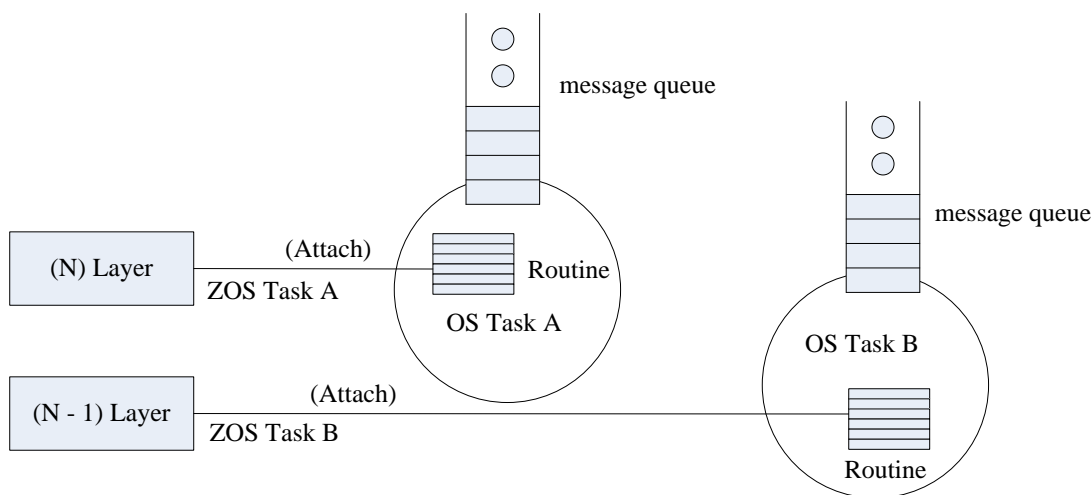 message queue
message queue
(N) Layer
(Attach)
ZOS Task A
Routine
OS Task A
OS Task B
(N - 1) Layer
(Attach)
ZOS Task B
Routine